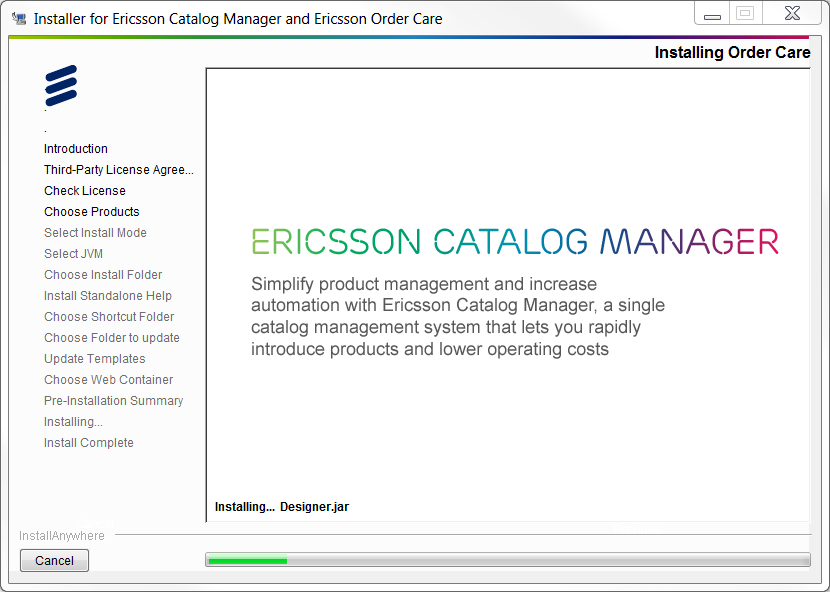 Installer for Ericsson Catalog Manager and Ericsson Order Care
Installing Order Care
.
.
Introduction
Third-Party License Agree...
Check License
Choose Products
Select Install Mode
Select JVM
Choose Install Folder
Install Standalone Help
Choose Shortcut Folder
Choose Folder to update
Update Templates
Choose Web Container
Pre-Installation Summary
Installing...
Install Complete
ERICSSON CATALOG MANAGER
Simplify product management and increase
automation with Ericsson Catalog Manager, a single
catalog management system that lets you rapidly
introduce products and lower operating costs
Installing... Designer.jar
InstallAnywhere
Cancel